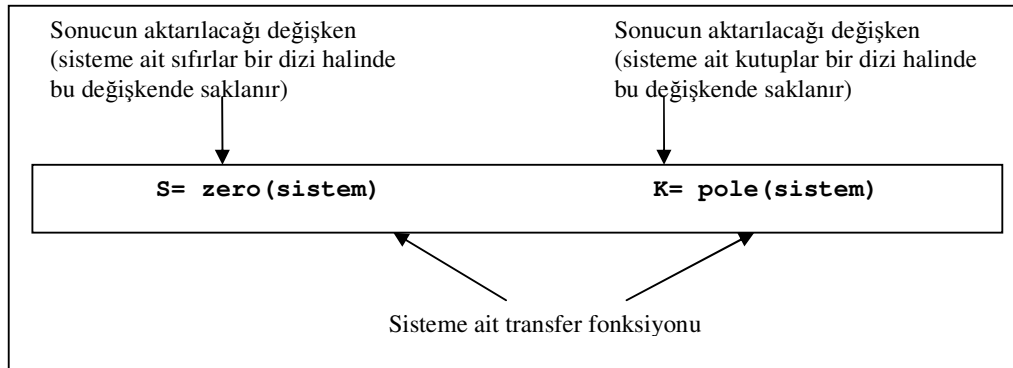 Sonucun aktarılacağı değişken
(sisteme ait sıfırlar bir dizi halinde
bu değişkende saklanır)
Sonucun aktarılacağı değişken
(sisteme ait kutuplar bir dizi halinde
bu değişkende saklanır)
S= zero(sistem)
K= pole(sistem)
Sisteme ait transfer fonksiyonu